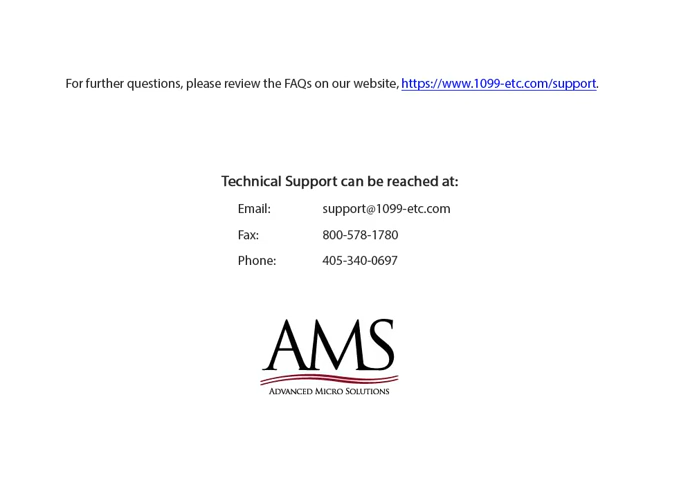 For further questions, please review the FAQs on our website, https://www.1099-etc.com/support.
Technical Support can be reached at:
Email: support@1099-etc.com
Fax: 800-578-1780
Phone: 405-340-0697
AMS
Advanced Micro Solutions